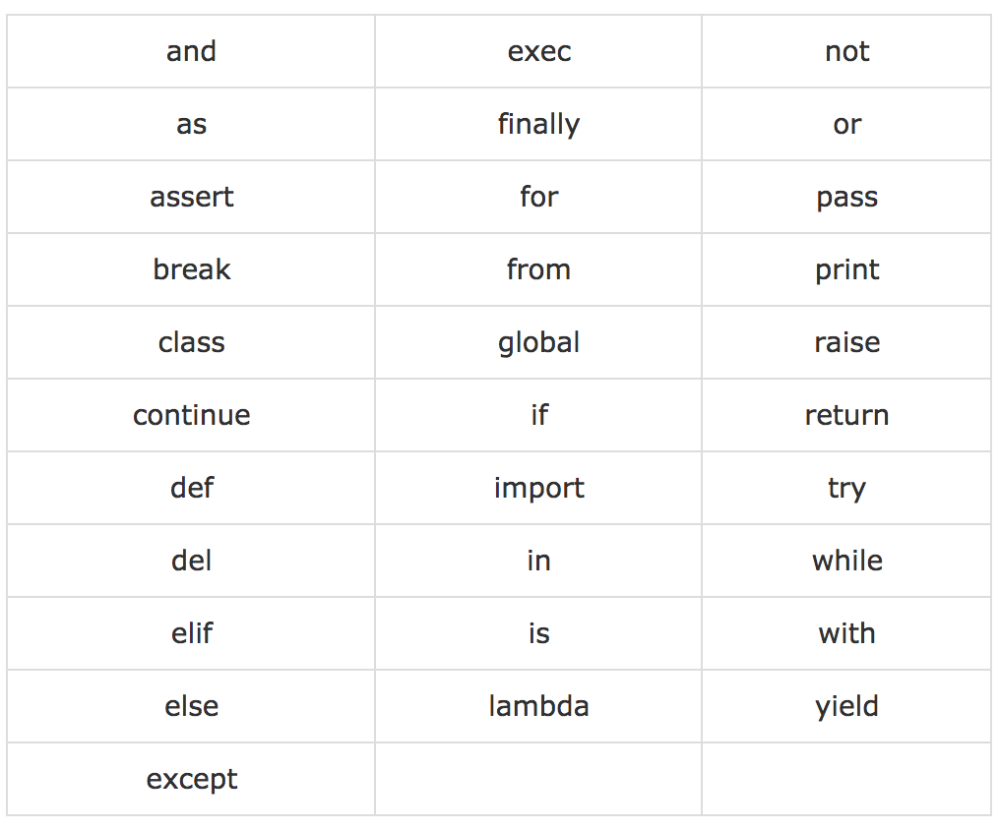 and exec not
as finally or
assert for pass
break from print
class global raise
continue if return
def import try
del in while
elif is with
else lambda yield
except